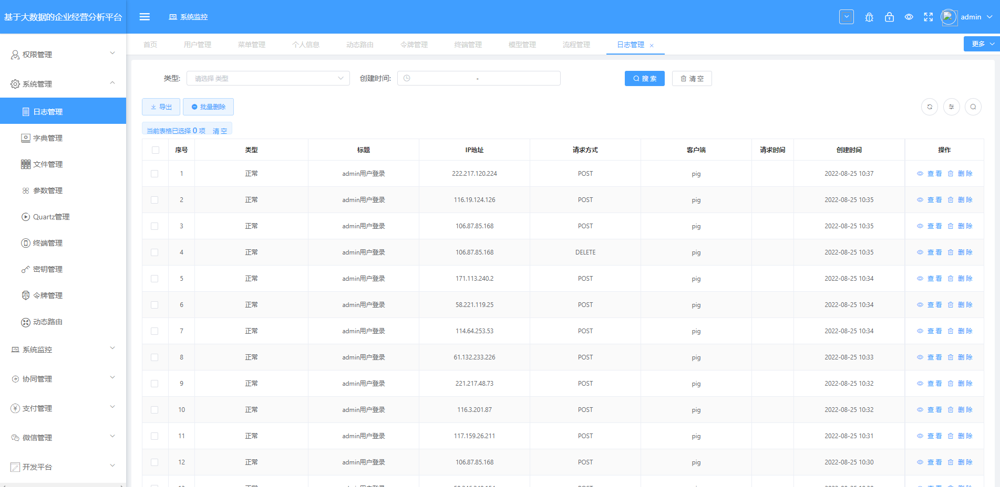 基于大数据的企业经营分析平台
系统监控
admin
首页 用户管理 菜单管理 个人信息 动态路由 令牌管理 终端管理 模型管理 流程管理 日志管理 更多
权限管理
系统管理
日志管理
字典管理
文件管理
参数管理
Quartz管理
终端管理
密钥管理
令牌管理
动态路由
系统监控
协同管理
支付管理
微信管理
开发平台
类型: 请选择 类型 创建时间: - 搜 索 清 空
导出 批量删除
当前表格已选择 0 项 清 空
序号 类型 标题 IP地址 请求方式 客户端 请求时间 创建时间 操作
1 正常 admin用户登录 222.217.120.224 POST pig 2022-08-25 10:37 查 看 删 除
2 正常 admin用户登录 116.19.124.126 POST pig 2022-08-25 10:35 查 看 删 除
3 正常 admin用户登录 106.87.85.168 POST pig 2022-08-25 10:35 查 看 删 除
4 正常 admin用户登录 106.87.85.168 DELETE pig 2022-08-25 10:35 查 看 删 除
5 正常 admin用户登录 171.113.240.2 POST pig 2022-08-25 10:34 查 看 删 除
6 正常 admin用户登录 58.221.119.25 POST pig 2022-08-25 10:34 查 看 删 除
7 正常 admin用户登录 114.64.253.53 POST pig 2022-08-25 10:34 查 看 删 除
8 正常 admin用户登录 61.132.233.226 POST pig 2022-08-25 10:33 查 看 删 除
9 正常 admin用户登录 221.217.48.73 POST pig 2022-08-25 10:32 查 看 删 除
10 正常 admin用户登录 116.3.201.87 POST pig 2022-08-25 10:32 查 看 删 除
11 正常 admin用户登录 117.159.26.211 POST pig 2022-08-25 10:31 查 看 删 除
12 正常 admin用户登录 106.87.85.168 POST pig 2022-08-25 10:30 查 看 删 除